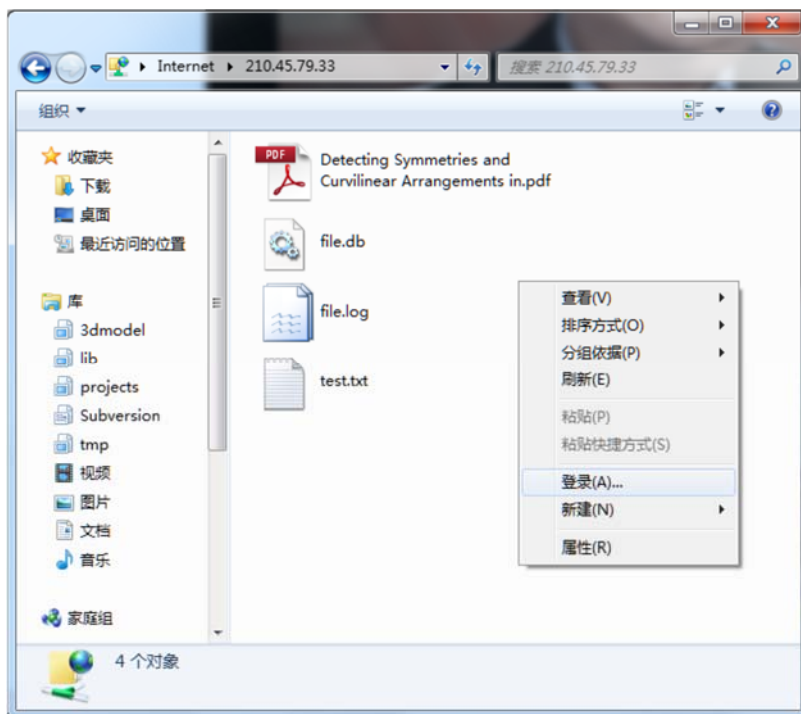 Internet
210.45.79.33
搜索 210.45.79.33
组织
收藏夹
下载
桌面
最近访问的位置
库
3dmodel
lib
projects
Subversion
tmp
视频
图片
文档
音乐
家庭组
PDF
Detecting Symmetries and
Curvilinear Arrangements in.pdf
file.db
file.log
test.txt
查看(V)
排序方式(O)
分组依据(P)
刷新(E)
粘贴(P)
粘贴快捷方式(S)
登录(A)...
新建(N)
属性(R)
4 个对象